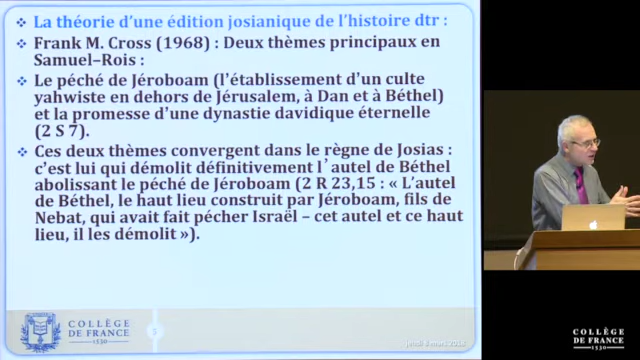 La théorie d'une édition josianique de l'histoire dtr :
Frank M. Cross (1968) : Deux thèmes principaux en
Samuel–Rois :
Le péché de Jéroboam (l'établissement d'un culte
yahwiste en dehors de Jérusalem, à Dan et à Béthel)
et la promesse d'une dynastie davidique éternelle
(2 S 7).
Ces deux thèmes convergent dans le règne de Josias :
c'est lui qui démolit définitivement l'autel de Béthel
abolissant le péché de Jéroboam (2 R 23,15 : « L'autel
de Béthel, le haut lieu construit par Jéroboam, fils de
Nebat, qui avait fait pécher Israël – cet autel et ce haut
lieu, il les démolit »).
COLLÈGE
DE FRANCE
1530
jeudi 8 mars
COLLÈGE
DE FRANCE
1530